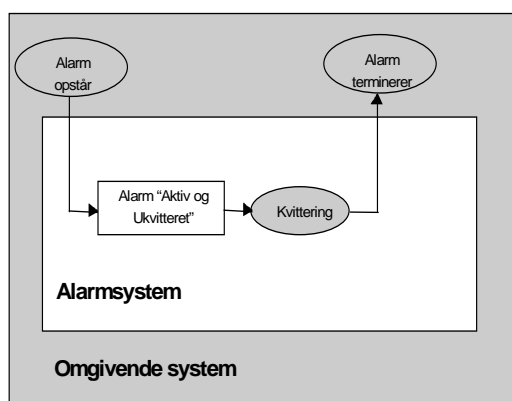 Alarm
opstår
Alarm
terminerer
Alarm “Aktiv og
Ukvitteret”
Kvittering
Alarmsystem
Omgivende system